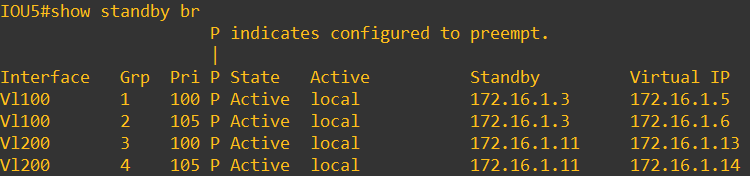 IOU5#show standby br
P indicates configured to preempt.
|
Interface Grp Pri P State Active Standby Virtual IP
Vl100 1 100 P Active local 172.16.1.3 172.16.1.5
Vl100 2 105 P Active local 172.16.1.3 172.16.1.6
Vl200 3 100 P Active local 172.16.1.11 172.16.1.13
Vl200 4 105 P Active local 172.16.1.11 172.16.1.14